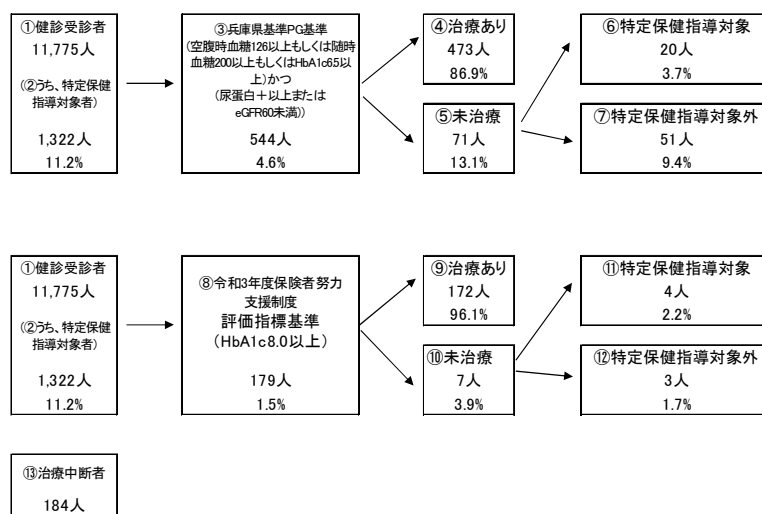 ①健診受診者
11,775人
(②うち、特定保健
指導対象者)
1,322人
11.2%
③兵庫県基準PG基準
(空腹時血糖126以上もしくは随時
血糖200以上もしくはHbA1c6.5以
上)かつ
(尿蛋白+以上または
eGFR60未満))
544人
4.6%
④治療あり
473人
86.9%
⑤未治療
71人
13.1%
⑥特定保健指導対象
20人
3.7%
⑦特定保健指導対象外
51人
9.4%
①健診受診者
11,775人
(②うち、特定保健
指導対象者)
1,322人
11.2%
⑧令和3年度保険者努力
支援制度
評価指標基準
(HbA1c8.0以上)
179人
1.5%
⑨治療あり
172人
96.1%
⑩未治療
7人
3.9%
⑪特定保健指導対象
4人
2.2%
⑫特定保健指導対象外
3人
1.7%
⑬治療中断者
184人